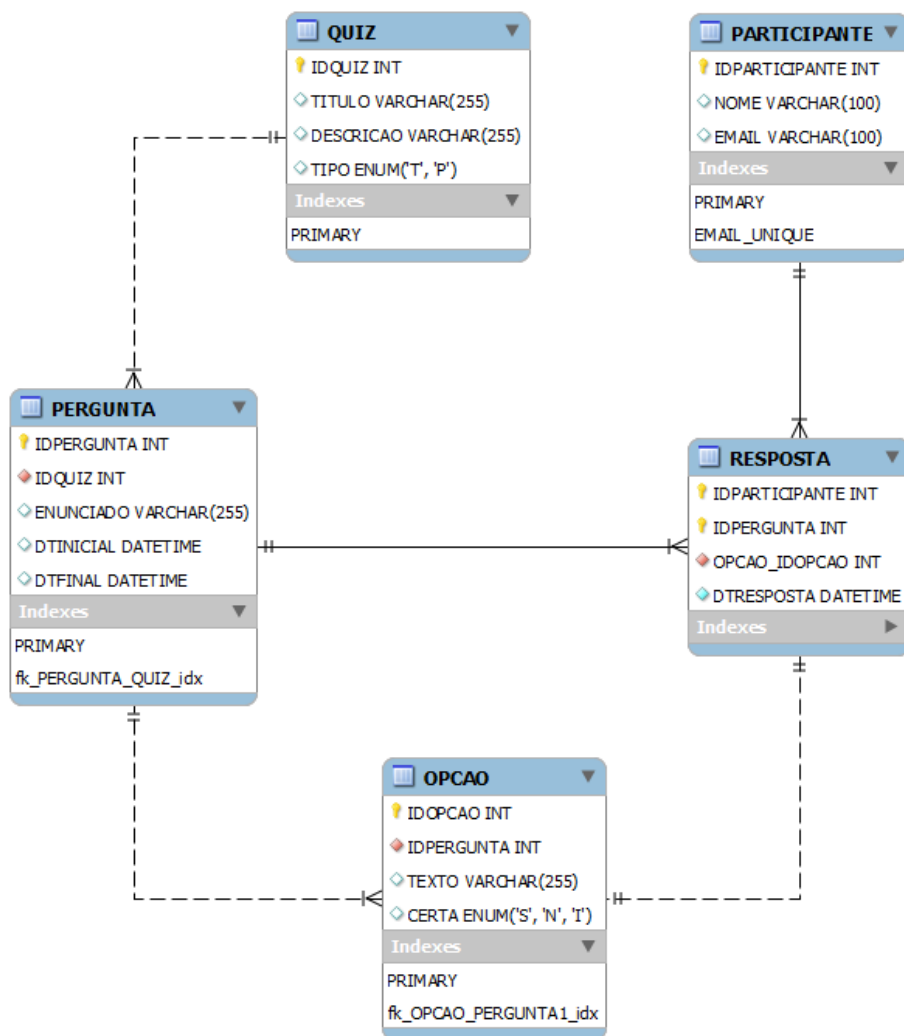 QUIZ
IDQUIZ INT
TITULO VARCHAR(255)
DESCRICAO VARCHAR(255)
TIPO ENUM('T', 'P')
Indexes
PRIMARY
PARTICIPANTE
IDPARTICIPANTE INT
NOME VARCHAR(100)
EMAIL VARCHAR(100)
Indexes
PRIMARY
EMAIL_UNIQUE
PERGUNTA
IDPERGUNTA INT
IDQUIZ INT
ENUNCIADO VARCHAR(255)
DTINICIAL DATETIME
DTFINAL DATETIME
Indexes
PRIMARY
fk_PERGUNTA_QUIZ_idx
RESPOSTA
IDPARTICIPANTE INT
IDPERGUNTA INT
OPCAO_IDOPCAO INT
DTRESPOSTA DATETIME
Indexes
OPCAO
IDOPCAO INT
IDPERGUNTA INT
TEXTO VARCHAR(255)
CERTA ENUM('S', 'N', 'I')
Indexes
PRIMARY
fk_OPCAO_PERGUNTA1_idx